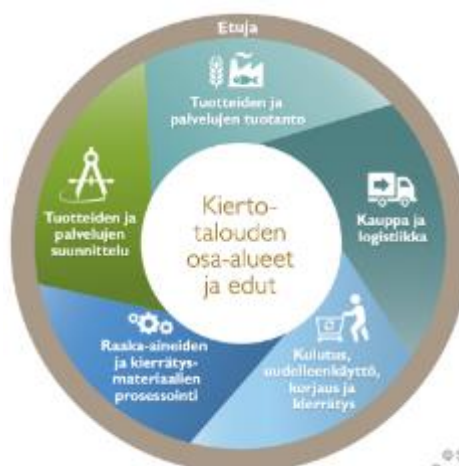 Etuja
Tuotteiden ja
palvelujen tuotanto
Kauppa ja
logistiikka
Kulutus,
uudelleenkäyttö,
korjaus ja
kierrätys
Raaka-aineiden
ja kierrätys-
materiaalien
prosessointi
Tuotteiden ja
palvelujen
suunnittelu
Kierto-
talouden
osa-alueet
ja edut
©